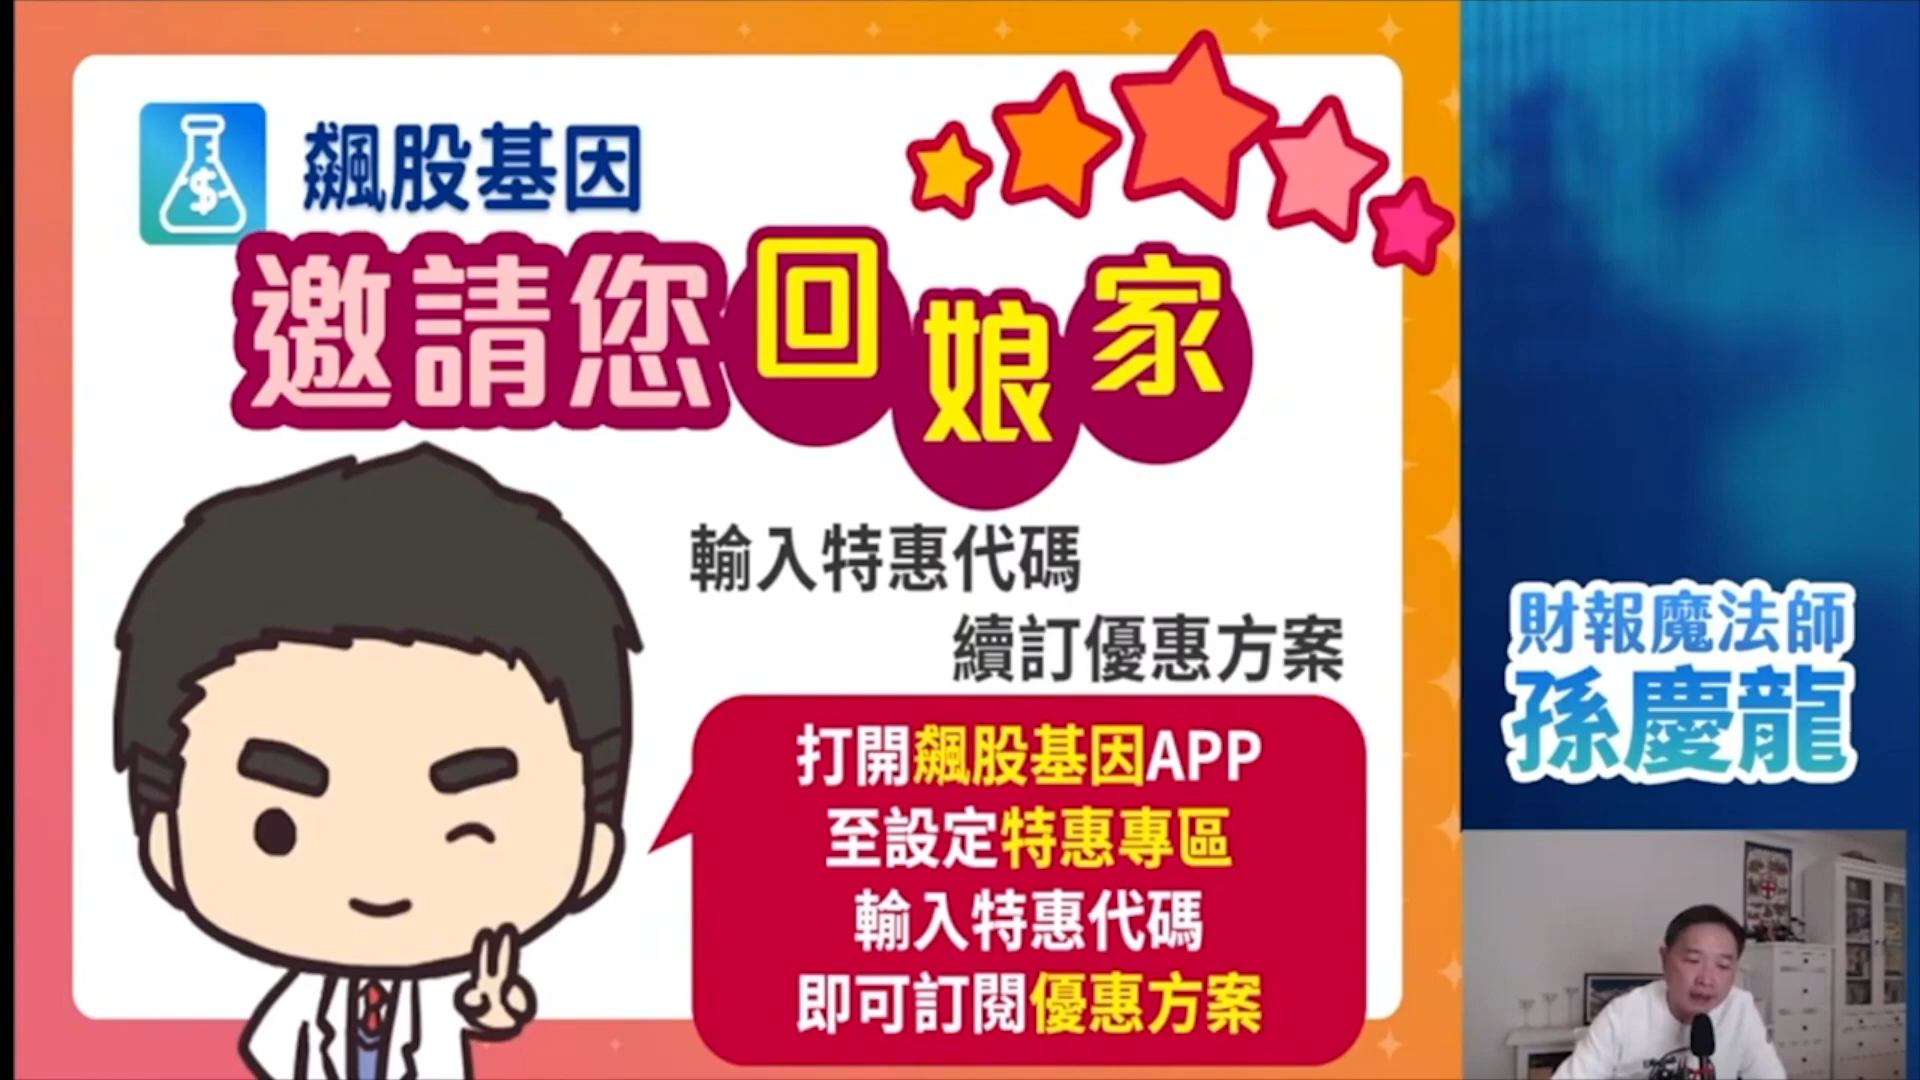 飆股基因
邀請您回娘家
輸入特惠代碼
續訂優惠方案
打開飆股基因APP
至設定特惠專區
輸入特惠代碼
即可訂閱優惠方案
財報魔法師
孫慶龍